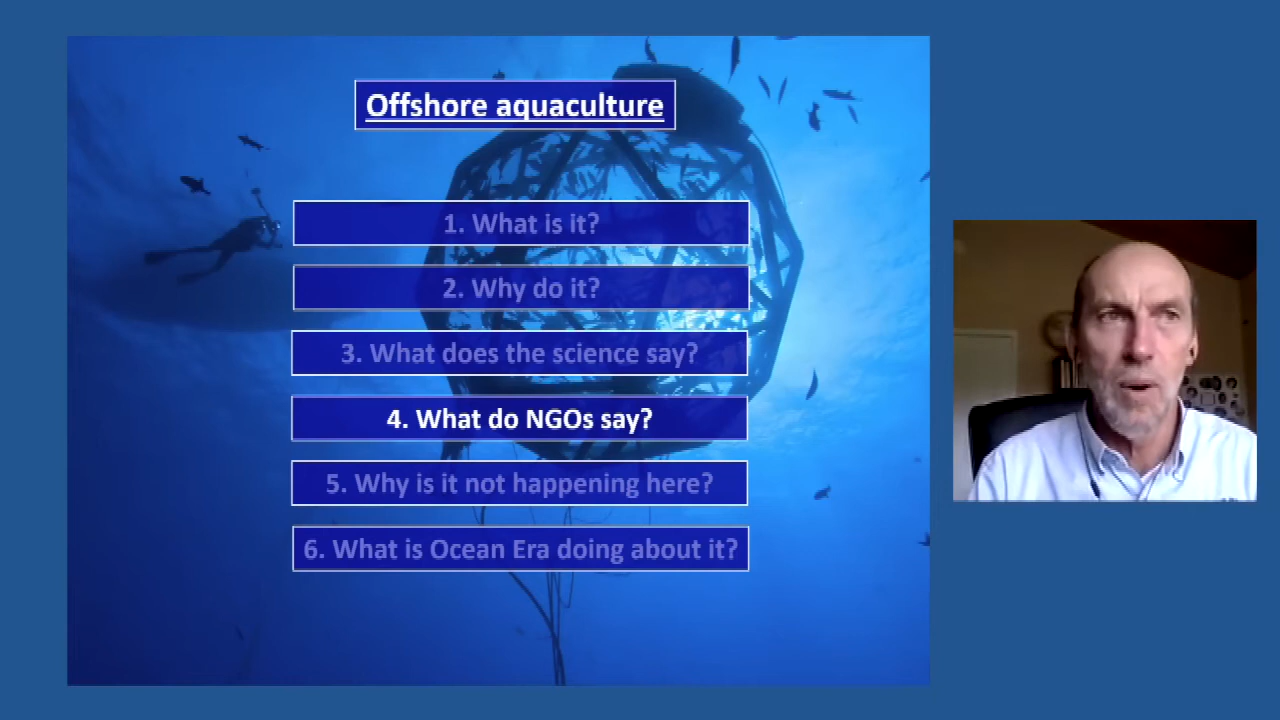 Offshore aquaculture
1. What is it?
2. Why do it?
3. What does the science say?
4. What do NGOs say?
5. Why is it not happening here?
6. What is Ocean Era doing about it?